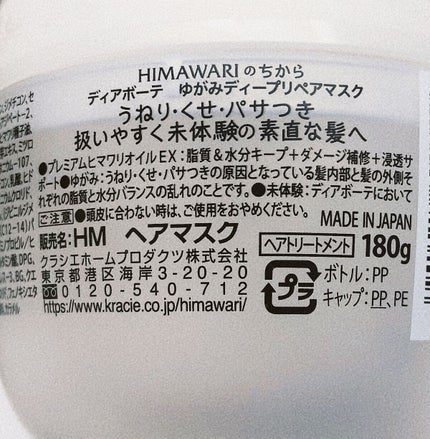 HIMAWARIのちから
ディアボーテ ゆがみディープリペアマスク
うねり・くせ・パサつき
扱いやすく未体験の素直な髪へ
●プレミアムヒマワリオイルEX：脂質&水分キープ+ダメージ補修+浸透サ
ポート●ゆがみ：うねり・くせ・パサつきの原因となっている髪内部と髪の外側そ
れぞれの脂質と水分バランスの乱れのことです。●未体験：ディアボーテにおいて
ご注意 ●頭皮に合わない時は、ご使用をおやめください。
MADE IN JAPAN
販売名：HM ヘアマスク
ヘアトリートメント 180g
クラシエホームプロダクツ株式会社
東京都港区海岸3-20-20
0120-540-712
https://www.kracie.co.jp/himawari/
プラ
ボトル：PP
キャップ：PP、PE